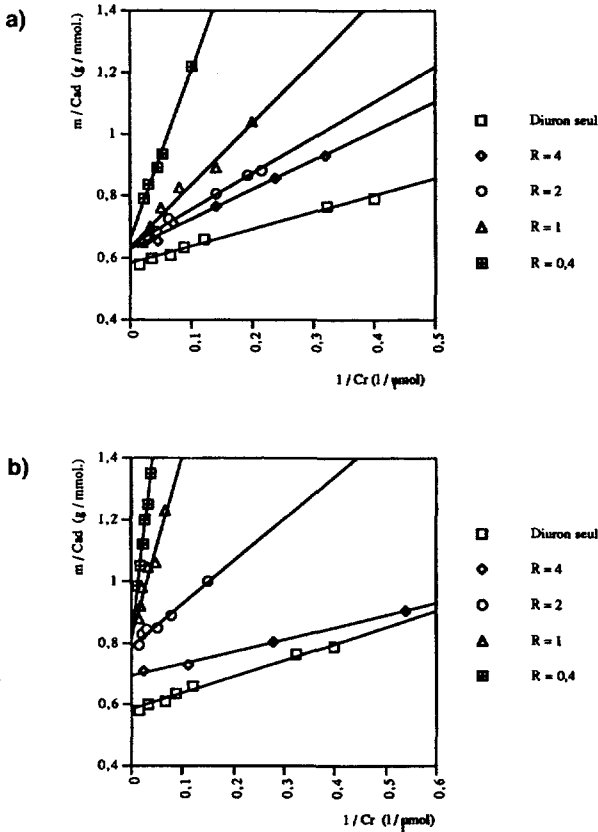 a)
m / Cad (g / mmol.)
1,4
1,2
1
0,8
0,6
0,4
0
0,1
0,2
0,3
0,4
0,5
1 / Cr (l / µmol)
Diuron seul
R = 4
R = 2
R = 1
R = 0,4
b)
m / Cad (g / mmol.)
1,4
1,2
1
0,8
0,6
0,4
0
0,1
0,2
0,3
0,4
0,5
0,6
1 / Cr (l / µmol)
Diuron seul
R = 4
R = 2
R = 1
R = 0,4